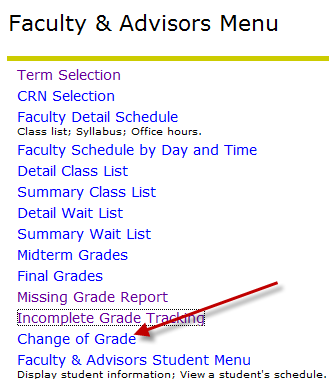 Faculty & Advisors Menu
Term Selection
CRN Selection
Faculty Detail Schedule
Class list; Syllabus; Office hours.
Faculty Schedule by Day and Time
Detail Class List
Summary Class List
Detail Wait List
Summary Wait List
Midterm Grades
Final Grades
Missing Grade Report
Incomplete Grade Tracking
Change of Grade
Faculty & Advisors Student Menu
Display student information; View a student's schedule.